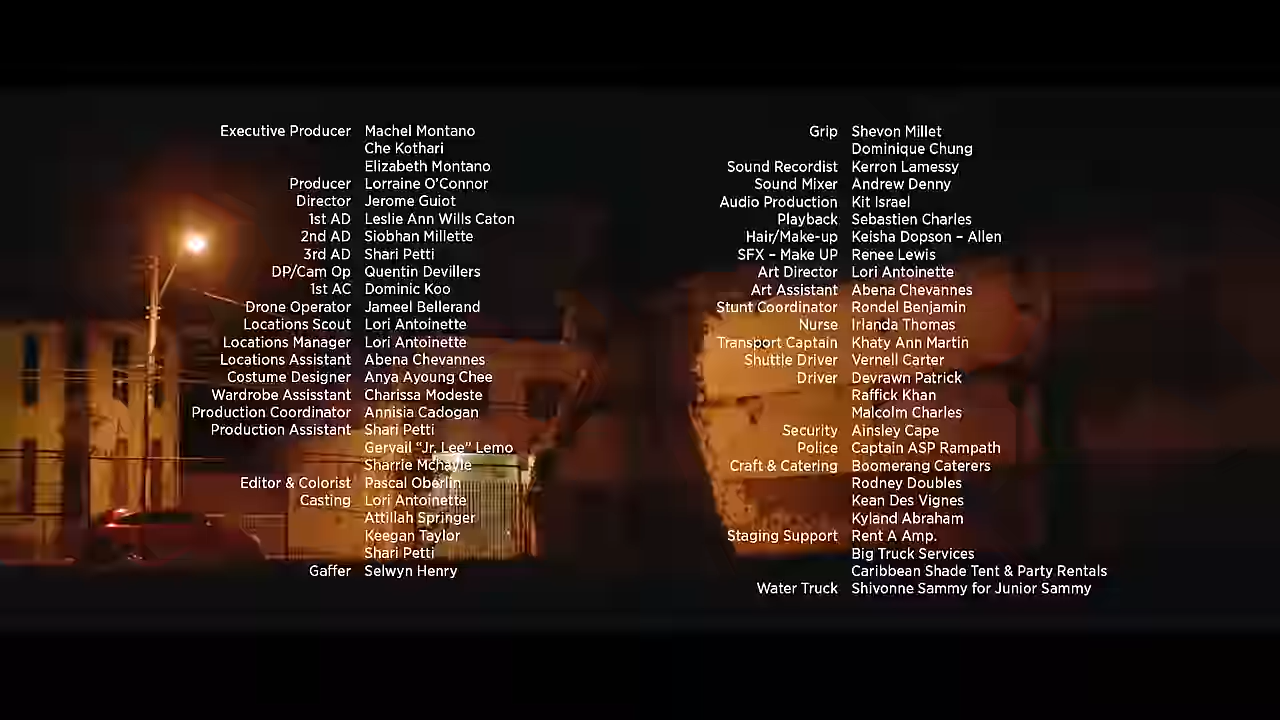 Executive Producer Machel Montano
Che Kothari
Elizabeth Montano
Producer Lorraine O'Connor
Director Jerome Guiot
1st AD Leslie Ann Wills Caton
2nd AD Siobhan Millette
3rd AD Shari Petti
DP/Cam Op Quentin Devillers
1st AC Dominic Koo
Drone Operator Jameel Bellerand
Locations Scout Lori Antoinette
Locations Manager Lori Antoinette
Locations Assistant Abena Chevannes
Costume Designer Anya Ayoung Chee
Wardrobe Assisstant Charissa Modeste
Production Coordinator Annisia Cadogan
Production Assistant Shari Petti
Gervail “Jr. Lee” Lemo
Sharrie Mchayle
Editor & Colorist Pascal Oberlin
Casting Lori Antoinette
Attillah Springer
Keegan Taylor
Shari Petti
Gaffer Selwyn Henry
Grip Shevon Millet
Dominique Chung
Sound Recordist Kerron Lamessy
Sound Mixer Andrew Denny
Audio Production Kit Israel
Playback Sebastien Charles
Hair/Make-up Keisha Dopson – Allen
SFX – Make UP Renee Lewis
Art Director Lori Antoinette
Art Assistant Abena Chevannes
Stunt Coordinator Rondel Benjamin
Nurse Irlanda Thomas
Transport Captain Khaty Ann Martin
Shuttle Driver Vernell Carter
Driver Devrawn Patrick
Raffick Khan
Malcolm Charles
Security Ainsley Cape
Police Captain ASP Rampath
Craft & Catering Boomerang Caterers
Rodney Doubles
Kean Des Vignes
Kyland Abraham
Staging Support Rent A Amp.
Big Truck Services
Caribbean Shade Tent & Party Rentals
Water Truck Shivonne Sammy for Junior Sammy